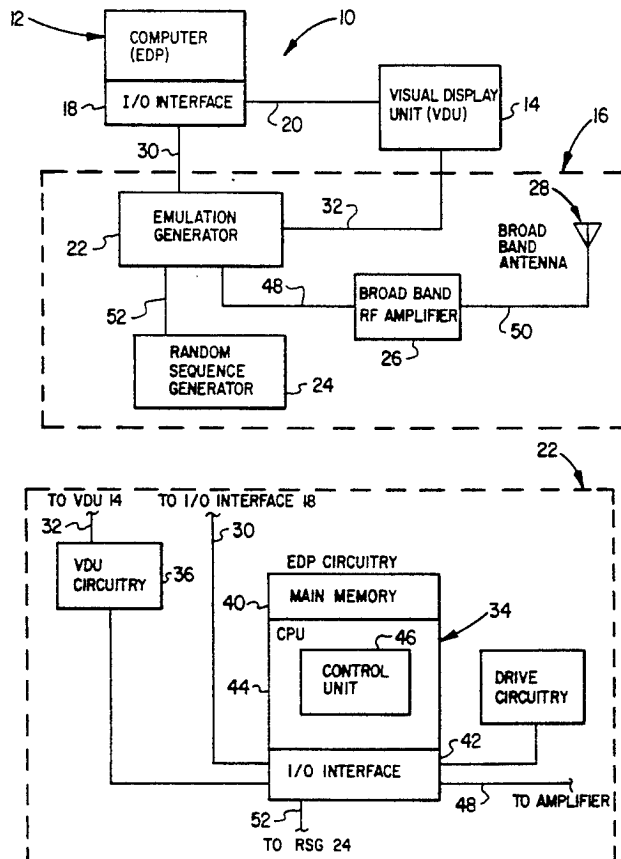 12
COMPUTER
(EDP)
10
18
I/O INTERFACE
20
VISUAL DISPLAY
UNIT (VDU)
14
16
30
32
28
EMULATION
GENERATOR
22
BROAD
BAND
ANTENNA
52
48
BROAD BAND
RF AMPLIFIER
26
50
RANDOM
SEQUENCE
GENERATOR
24
22
TO VDU 14
TO I/O INTERFACE 18
32
30
VDU
CIRCUITRY
36
EDP CIRCUITRY
40
MAIN MEMORY
34
CPU
46
CONTROL
UNIT
44
DRIVE
CIRCUITRY
42
I/O INTERFACE
48
TO AMPLIFIER
52
TO RSG 24